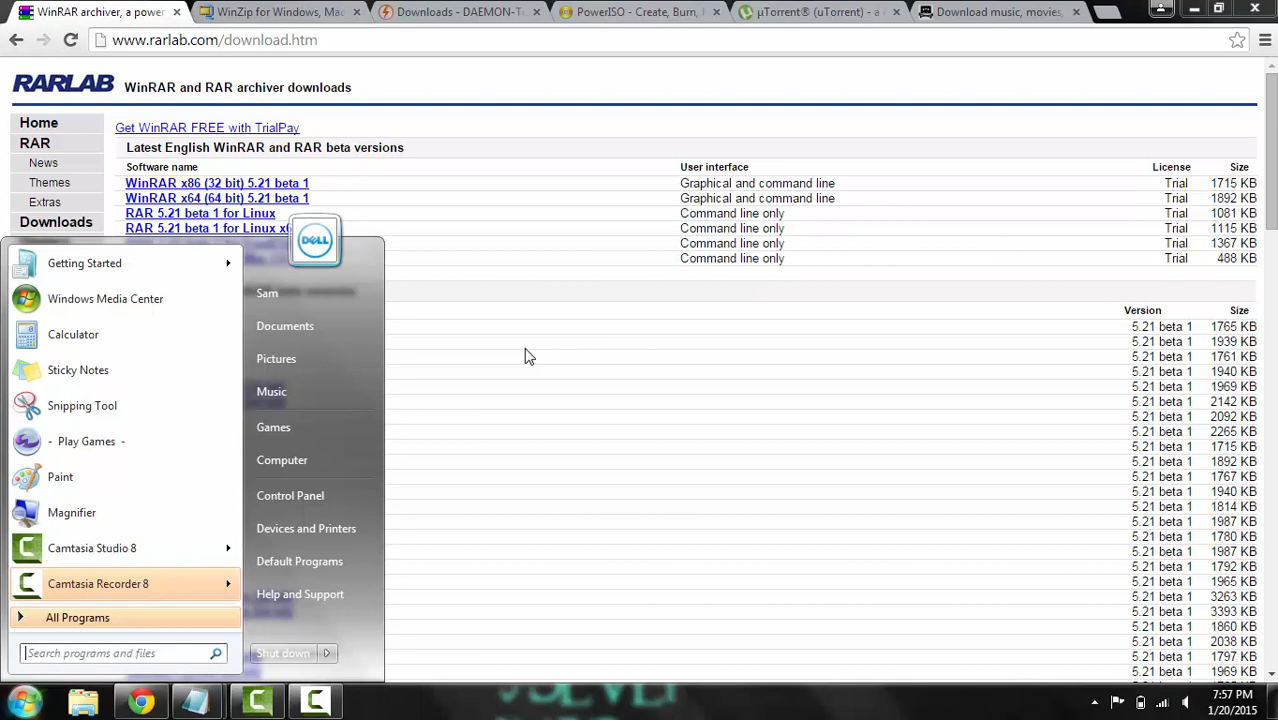 WinRAR archiver, a powe
WinZip for Windows, Ma
Downloads - DAEMON-T
PowerISO - Create, Burn,
µTorrent® (uTorrent) - a
Download music, movies,
www.rarlab.com/download.htm
RARLAB WinRAR and RAR archiver downloads
Home
RAR
News
Themes
Extras
Downloads
Get WinRAR FREE with TrialPay
Latest English WinRAR and RAR beta versions
Software name User interface License Size
WinRAR x86 (32 bit) 5.21 beta 1 Graphical and command line Trial 1715 KB
WinRAR x64 (64 bit) 5.21 beta 1 Graphical and command line Trial 1892 KB
RAR 5.21 beta 1 for Linux Command line only Trial 1081 KB
RAR 5.21 beta 1 for Linux x6 Command line only Trial 1115 KB
Command line only Trial 1367 KB
Command line only Trial 488 KB
Version Size
5.21 beta 1 1765 KB
5.21 beta 1 1939 KB
5.21 beta 1 1761 KB
5.21 beta 1 1940 KB
5.21 beta 1 1969 KB
5.21 beta 1 2142 KB
5.21 beta 1 2092 KB
5.21 beta 1 2265 KB
5.21 beta 1 1715 KB
5.21 beta 1 1892 KB
5.21 beta 1 1767 KB
5.21 beta 1 1940 KB
5.21 beta 1 1814 KB
5.21 beta 1 1987 KB
5.21 beta 1 1780 KB
5.21 beta 1 1987 KB
5.21 beta 1 1792 KB
5.21 beta 1 1965 KB
5.21 beta 1 3263 KB
5.21 beta 1 3393 KB
5.21 beta 1 1860 KB
5.21 beta 1 2038 KB
5.21 beta 1 1797 KB
5.21 beta 1 1969 KB
DELL
Getting Started
Windows Media Center
Calculator
Sticky Notes
Snipping Tool
- Play Games -
Paint
Magnifier
Camtasia Studio 8
Camtasia Recorder 8
All Programs
Search programs and files
Sam
Documents
Pictures
Music
Games
Computer
Control Panel
Devices and Printers
Default Programs
Help and Support
Shut down
7:57 PM
1/20/2015